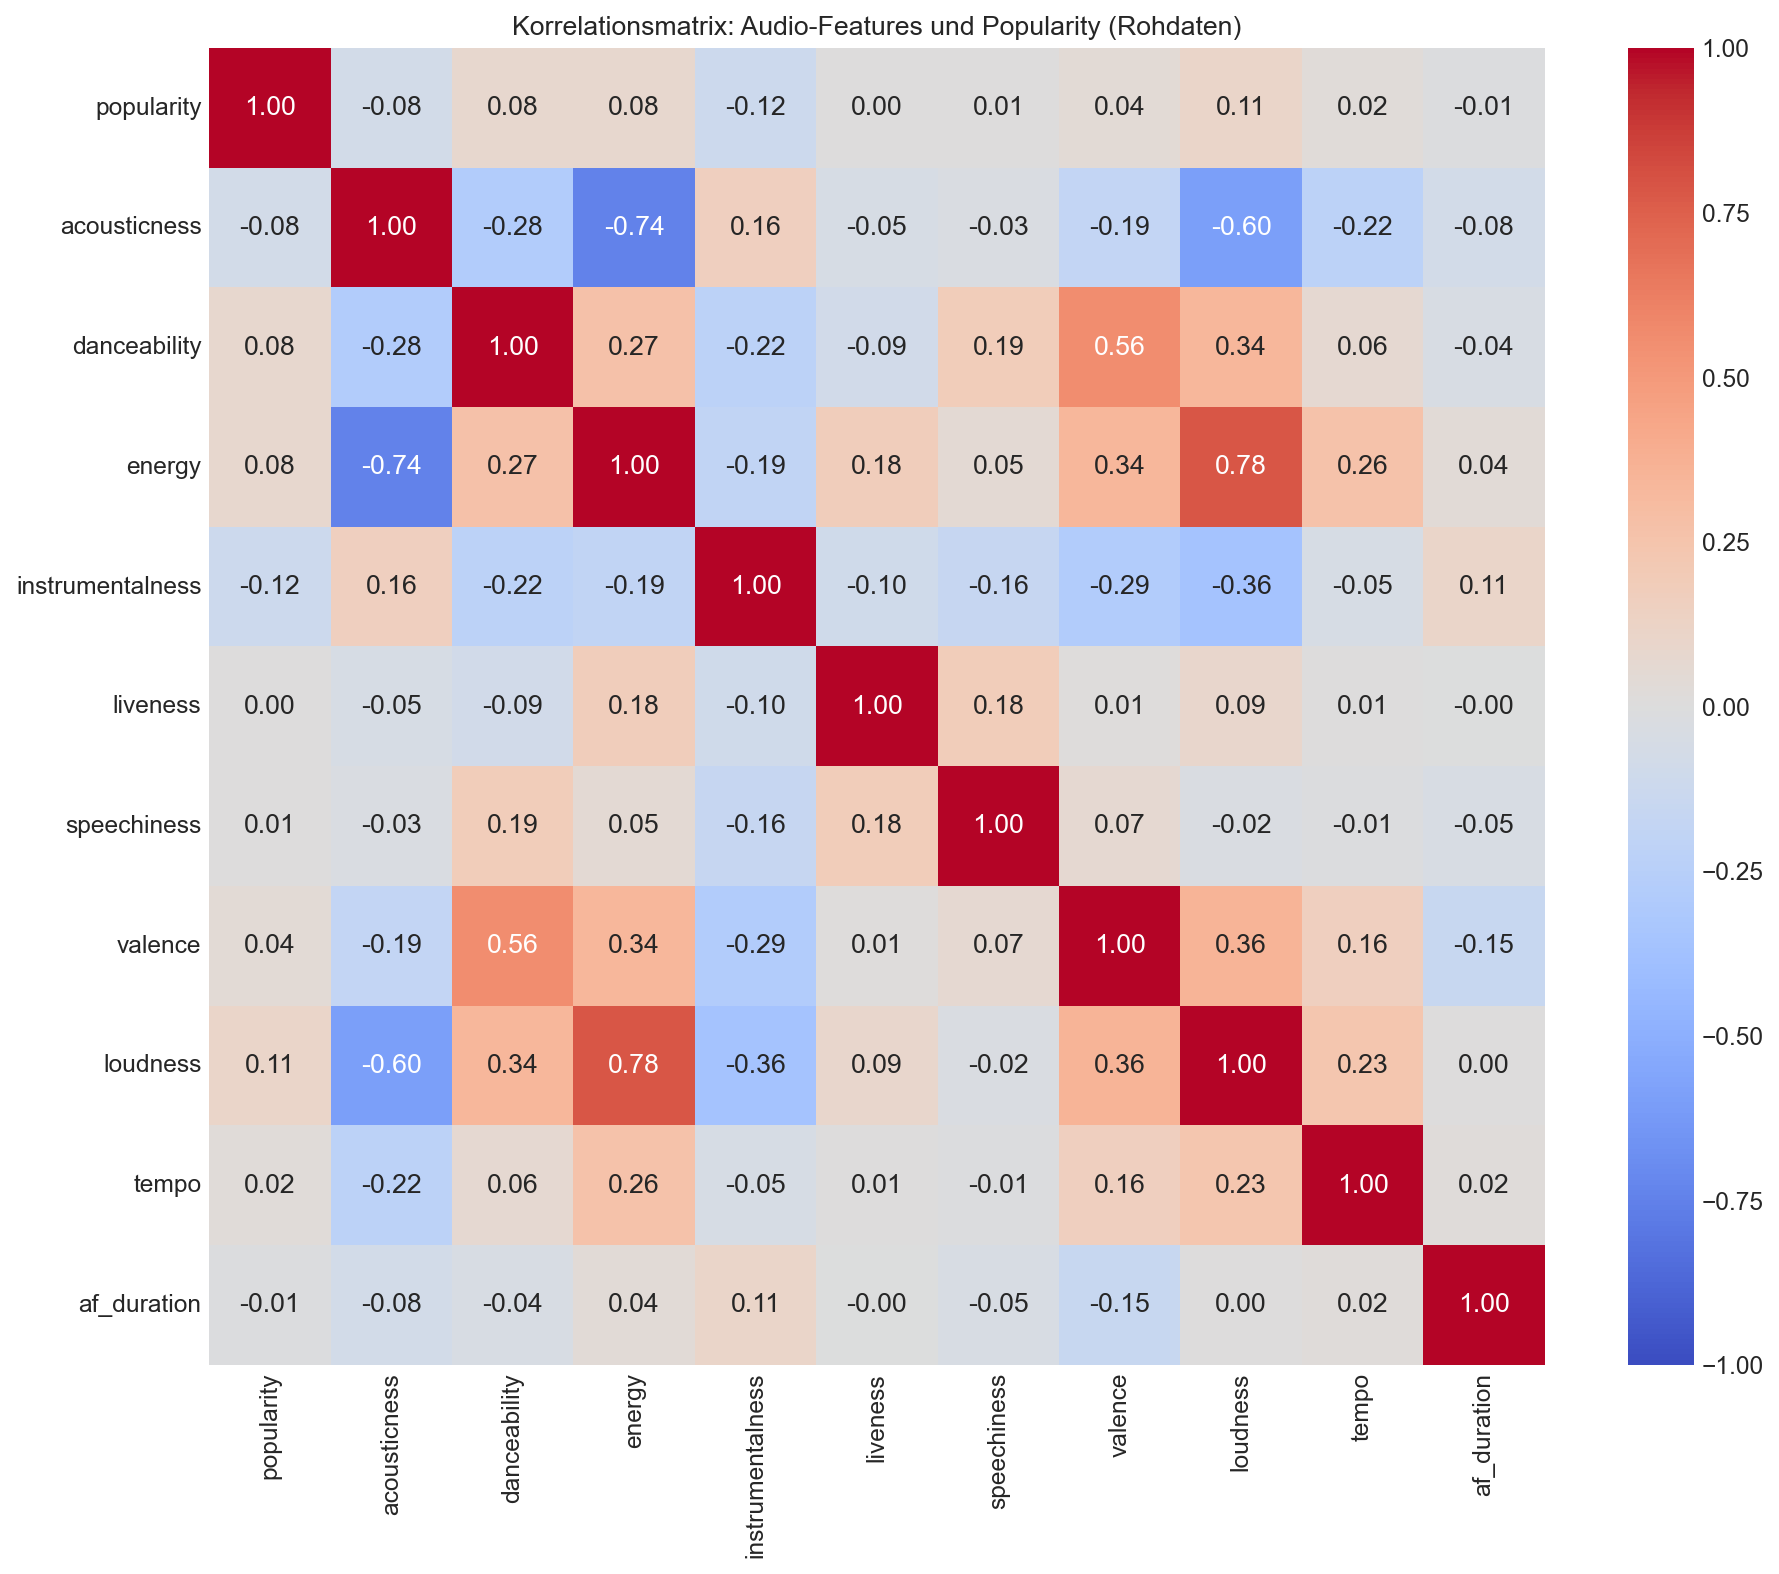 Korrelationsmatrix: Audio-Features und Popularity (Rohdaten)
popularity 1.00 -0.08 0.08 0.08 -0.12 0.00 0.01 0.04 0.11 0.02 -0.01
acousticness -0.08 1.00 -0.28 -0.74 0.16 -0.05 -0.03 -0.19 -0.60 -0.22 -0.08
danceability 0.08 -0.28 1.00 0.27 -0.22 -0.09 0.19 0.56 0.34 0.06 -0.04
energy 0.08 -0.74 0.27 1.00 -0.19 0.18 0.05 0.34 0.78 0.26 0.04
instrumentalness -0.12 0.16 -0.22 -0.19 1.00 -0.10 -0.16 -0.29 -0.36 -0.05 0.11
liveness 0.00 -0.05 -0.09 0.18 -0.10 1.00 0.18 0.01 0.09 0.01 -0.00
speechiness 0.01 -0.03 0.19 0.05 -0.16 0.18 1.00 0.07 -0.02 -0.01 -0.05
valence 0.04 -0.19 0.56 0.34 -0.29 0.01 0.07 1.00 0.36 0.16 -0.15
loudness 0.11 -0.60 0.34 0.78 -0.36 0.09 -0.02 0.36 1.00 0.23 0.00
tempo 0.02 -0.22 0.06 0.26 -0.05 0.01 -0.01 0.16 0.23 1.00 0.02
af_duration -0.01 -0.08 -0.04 0.04 0.11 -0.00 -0.05 -0.15 0.00 0.02 1.00
popularity
acousticness
danceability
energy
instrumentalness
liveness
speechiness
valence
loudness
tempo
af_duration
1.00
0.75
0.50
0.25
0.00
−0.25
−0.50
−0.75
−1.00